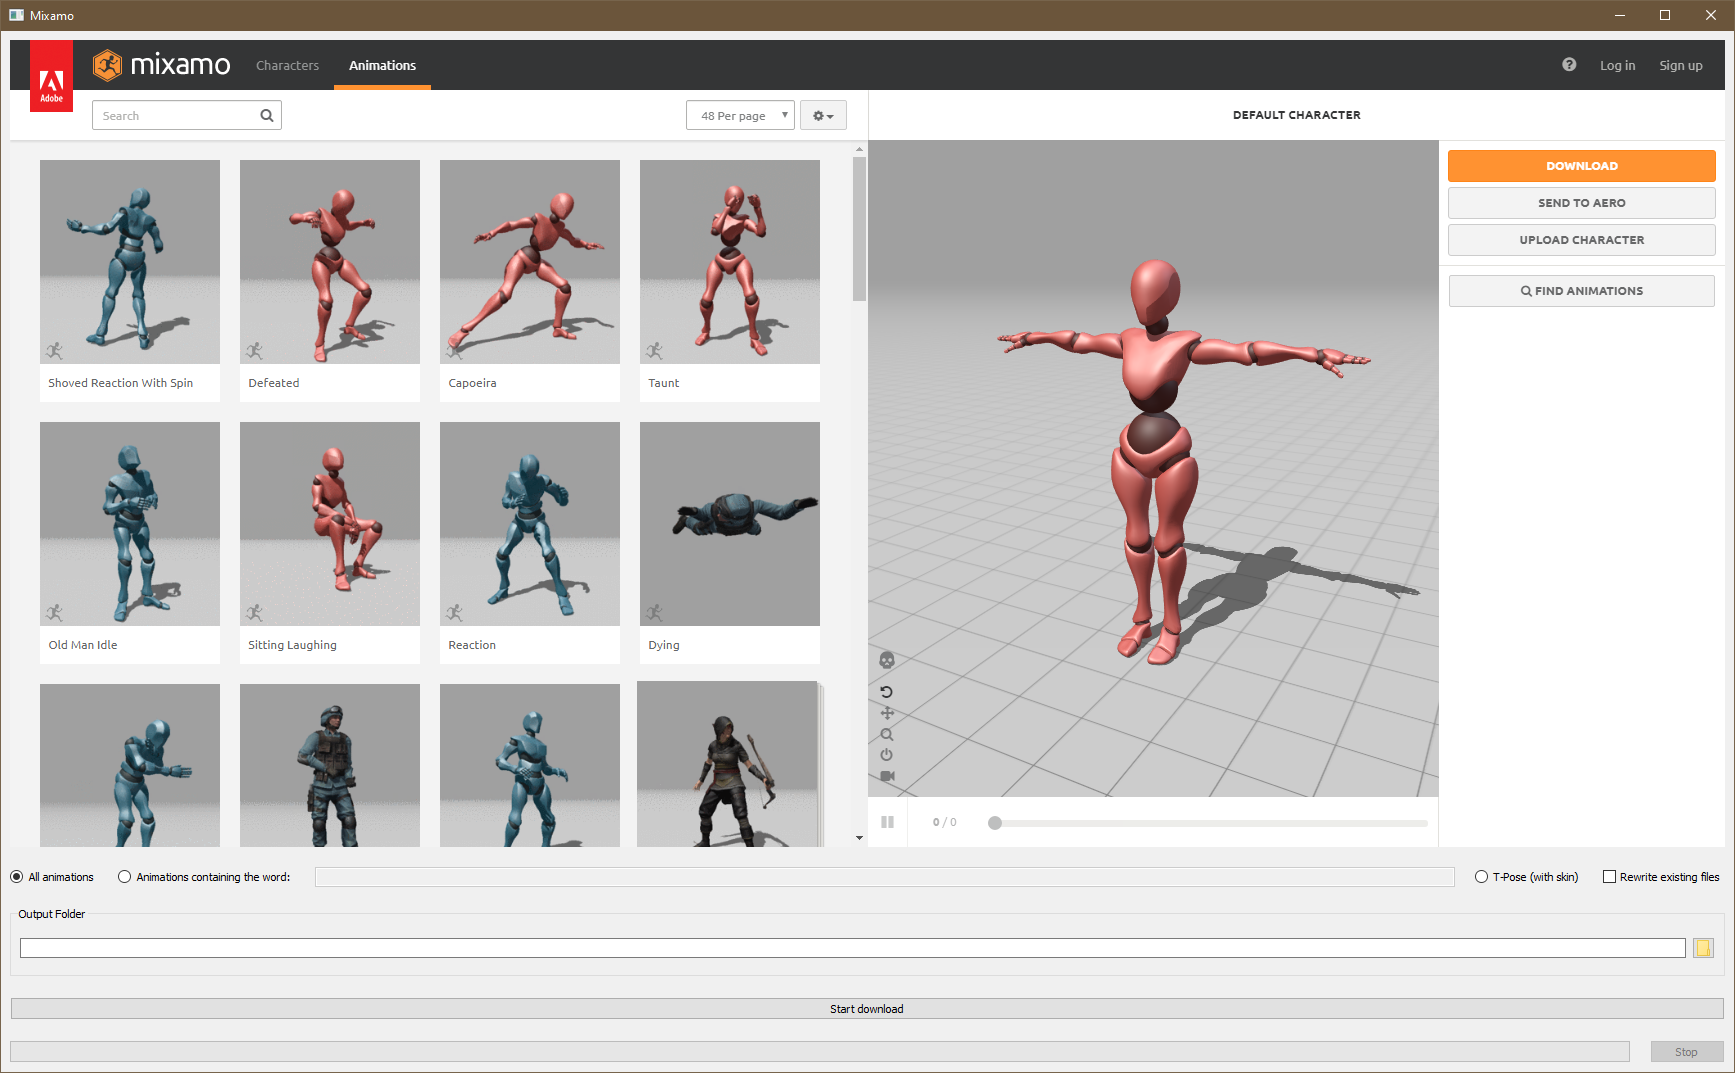 Mixamo
Adobe
mixamo
Characters
Animations
Log in
Sign up
Search
48 Per page
DEFAULT CHARACTER
DOWNLOAD
SEND TO AERO
UPLOAD CHARACTER
FIND ANIMATIONS
Shoved Reaction With Spin
Defeated
Capoeira
Taunt
Old Man Idle
Sitting Laughing
Reaction
Dying
0 / 0
All animations
Animations containing the word:
T-Pose (with skin)
Rewrite existing files
Output Folder
Start download
Stop